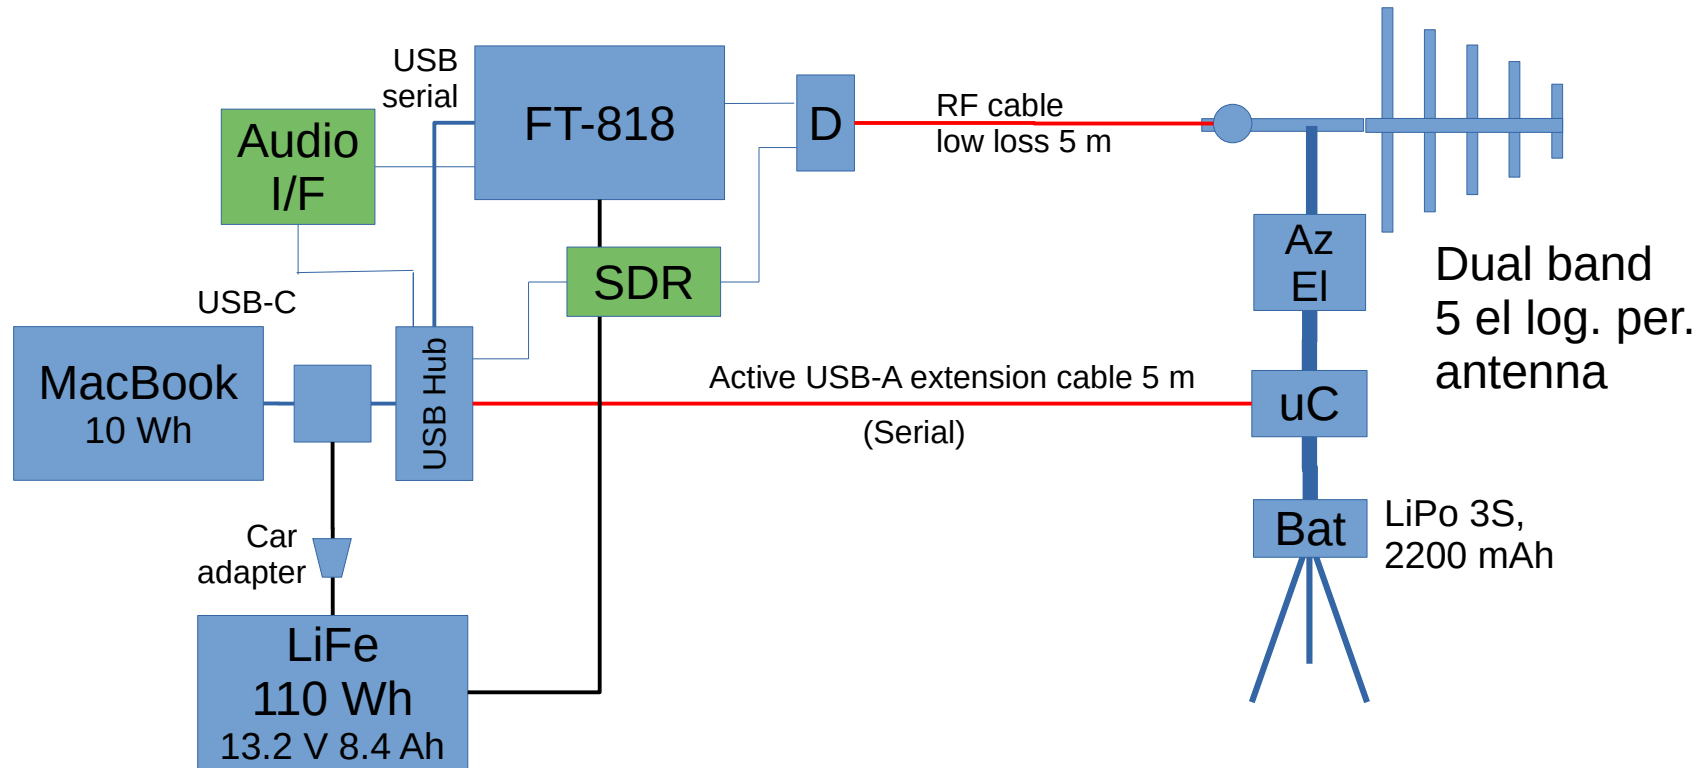 USB
serial
FT-818
D
RF cable
low loss 5 m
Audio
I/F
Az
El
SDR
Dual band
5 el log. per.
antenna
USB-C
MacBook
10 Wh
USB Hub
Active USB-A extension cable 5 m
(Serial)
uC
Bat
LiPo 3S,
2200 mAh
Car
adapter
LiFe
110 Wh
13.2 V 8.4 Ah